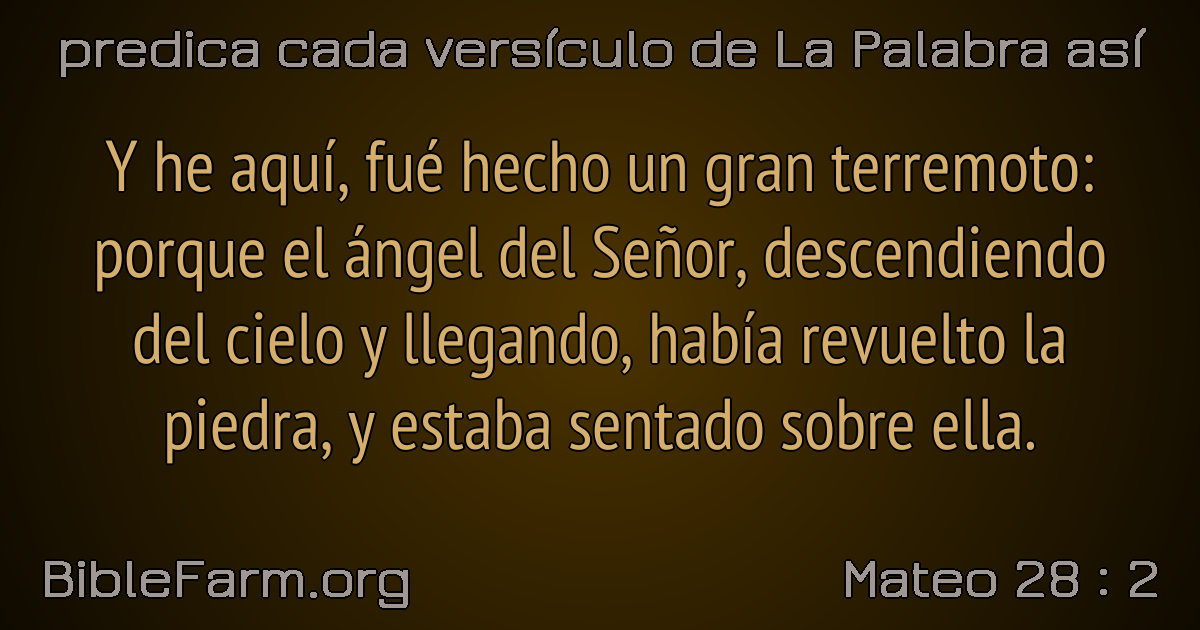 predica cada versículo de La Palabra así
Y he aquí, fué hecho un gran terremoto:
porque el ángel del Señor, descendiendo
del cielo y llegando, había revuelto la
piedra, y estaba sentado sobre ella.
BibleFarm.org
Mateo 28 : 2